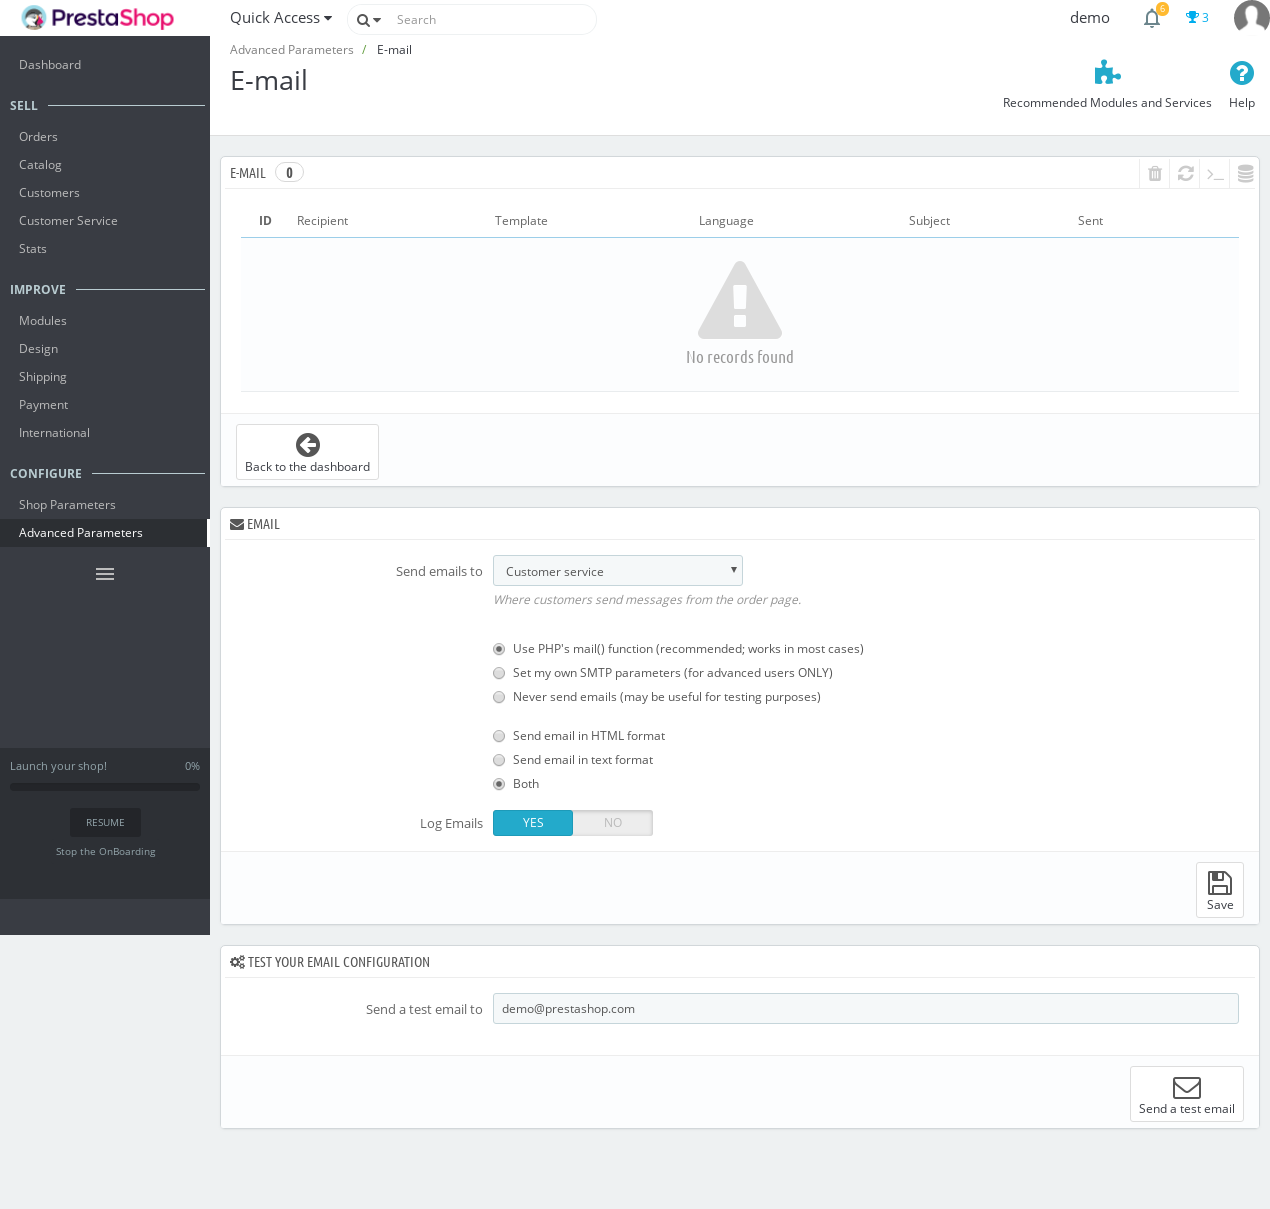 PrestaShop
Quick Access
Search
demo
6
3
Advanced Parameters / E-mail
E-mail
Recommended Modules and Services
Help
Dashboard
SELL
Orders
Catalog
Customers
Customer Service
Stats
IMPROVE
Modules
Design
Shipping
Payment
International
CONFIGURE
Shop Parameters
Advanced Parameters
Launch your shop! 0%
RESUME
Stop the OnBoarding
E-MAIL 0
ID Recipient Template Language Subject Sent
No records found
Back to the dashboard
EMAIL
Send emails to Customer service
Where customers send messages from the order page.
Use PHP's mail() function (recommended; works in most cases)
Set my own SMTP parameters (for advanced users ONLY)
Never send emails (may be useful for testing purposes)
Send email in HTML format
Send email in text format
Both
Log Emails YES NO
Save
TEST YOUR EMAIL CONFIGURATION
Send a test email to demo@prestashop.com
Send a test email